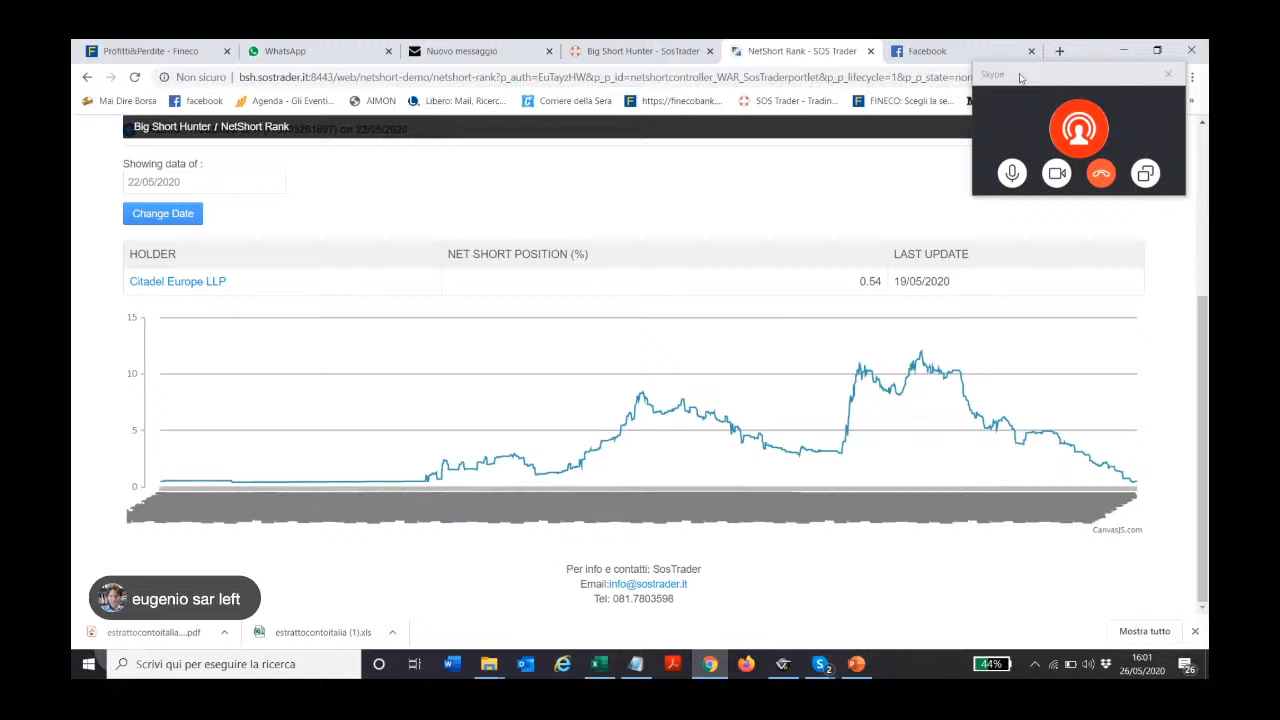 Profitti&Perdite - Fineco
WhatsApp
Nuovo messaggio
Big Short Hunter - SosTrader
NetShort Rank - SOS Trader
Facebook
Non sicuro
bsh.sostrader.it:8443/web/netshort-demo/netshort-rank?p_auth=EuTayzHW&p_p_id=netshortcontroller_WAR_SosTraderportlet&p_p_lifecycle=1&p_p_state=nor
Skype
Mai Dire Borsa
facebook
Agenda - Gli Eventi...
AIMON
Libero: Mail, Ricerc...
Corriere della Sera
https://finecobank....
SOS Trader - Tradin...
FINECO: Scegli la se...
Big Short Hunter / NetShort Rank
on 22/05/2020
Showing data of :
22/05/2020
Change Date
HOLDER
NET SHORT POSITION (%)
LAST UPDATE
Citadel Europe LLP
0.54
19/05/2020
15
10
5
0
CanvasJS.com
Per info e contatti: SosTrader
Email:info@sostrader.it
Tel: 081.7803598
eugenio sar left
estrattocontoitalia....pdf
estrattocontoitalia (1).xls
Mostra tutto
Scrivi qui per eseguire la ricerca
2
44%
16:01
26/05/2020
26